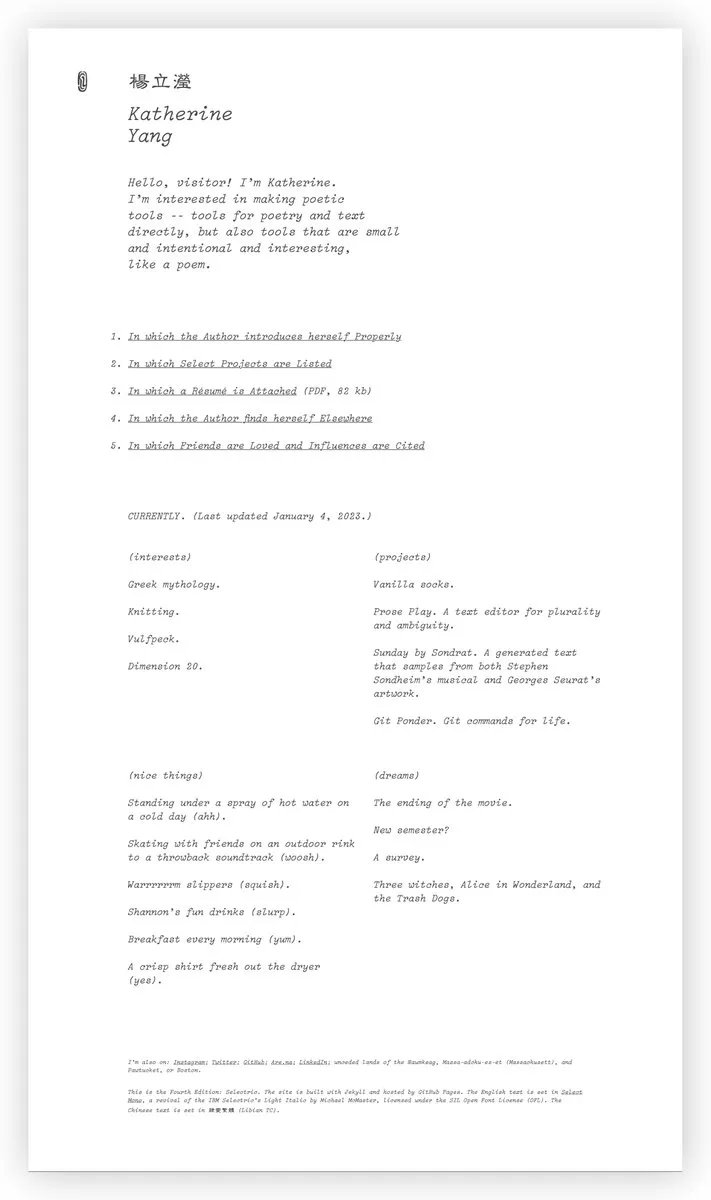 楊立瀅
Katherine
Yang
Hello, visitor! I'm Katherine.
I'm interested in making poetic
tools -- tools for poetry and text
directly, but also tools that are small
and intentional and interesting,
like a poem.
1. In which the Author introduces herself Properly
2. In which Select Projects are Listed
3. In which a Résumé is Attached (PDF, 82 kb)
4. In which the Author finds herself Elsewhere
5. In which Friends are Loved and Influences are Cited
CURRENTLY. (Last updated January 4, 2023.)
(interests)
Greek mythology.
Knitting.
Vulfpeck.
Dimension 20.
(projects)
Vanilla socks.
Prose Play. A text editor for plurality
and ambiguity.
Sunday by Sondrat. A generated text
that samples from both Stephen
Sondheim's musical and Georges Seurat's
artwork.
Git Ponder. Git commands for life.
(nice things)
Standing under a spray of hot water on
a cold day (ahh).
Skating with friends on an outdoor rink
to a throwback soundtrack (woosh).
Warrrrrrm slippers (squish).
Shannon's fun drinks (slurp).
Breakfast every morning (yum).
A crisp shirt fresh out the dryer
(yes).
(dreams)
The ending of the movie.
New semester?
A survey.
Three witches, Alice in Wonderland, and
the Trash Dogs.
I'm also on: Instagram; Twitter; GitHub; Are.na; LinkedIn; unceded lands of the Naumkeag, Massa-adchu-es-et (Massachusett), and
Pawtucket, or Boston.
This is the Fourth Edition: Selectric. The site is built with Jekyll and hosted by GitHub Pages. The English text is set in Select
Mono, a revival of the IBM Selectric's Light Italic by Michael McMaster, licensed under the SIL Open Font License (OFL). The
Chinese text is set in (Libian TC).